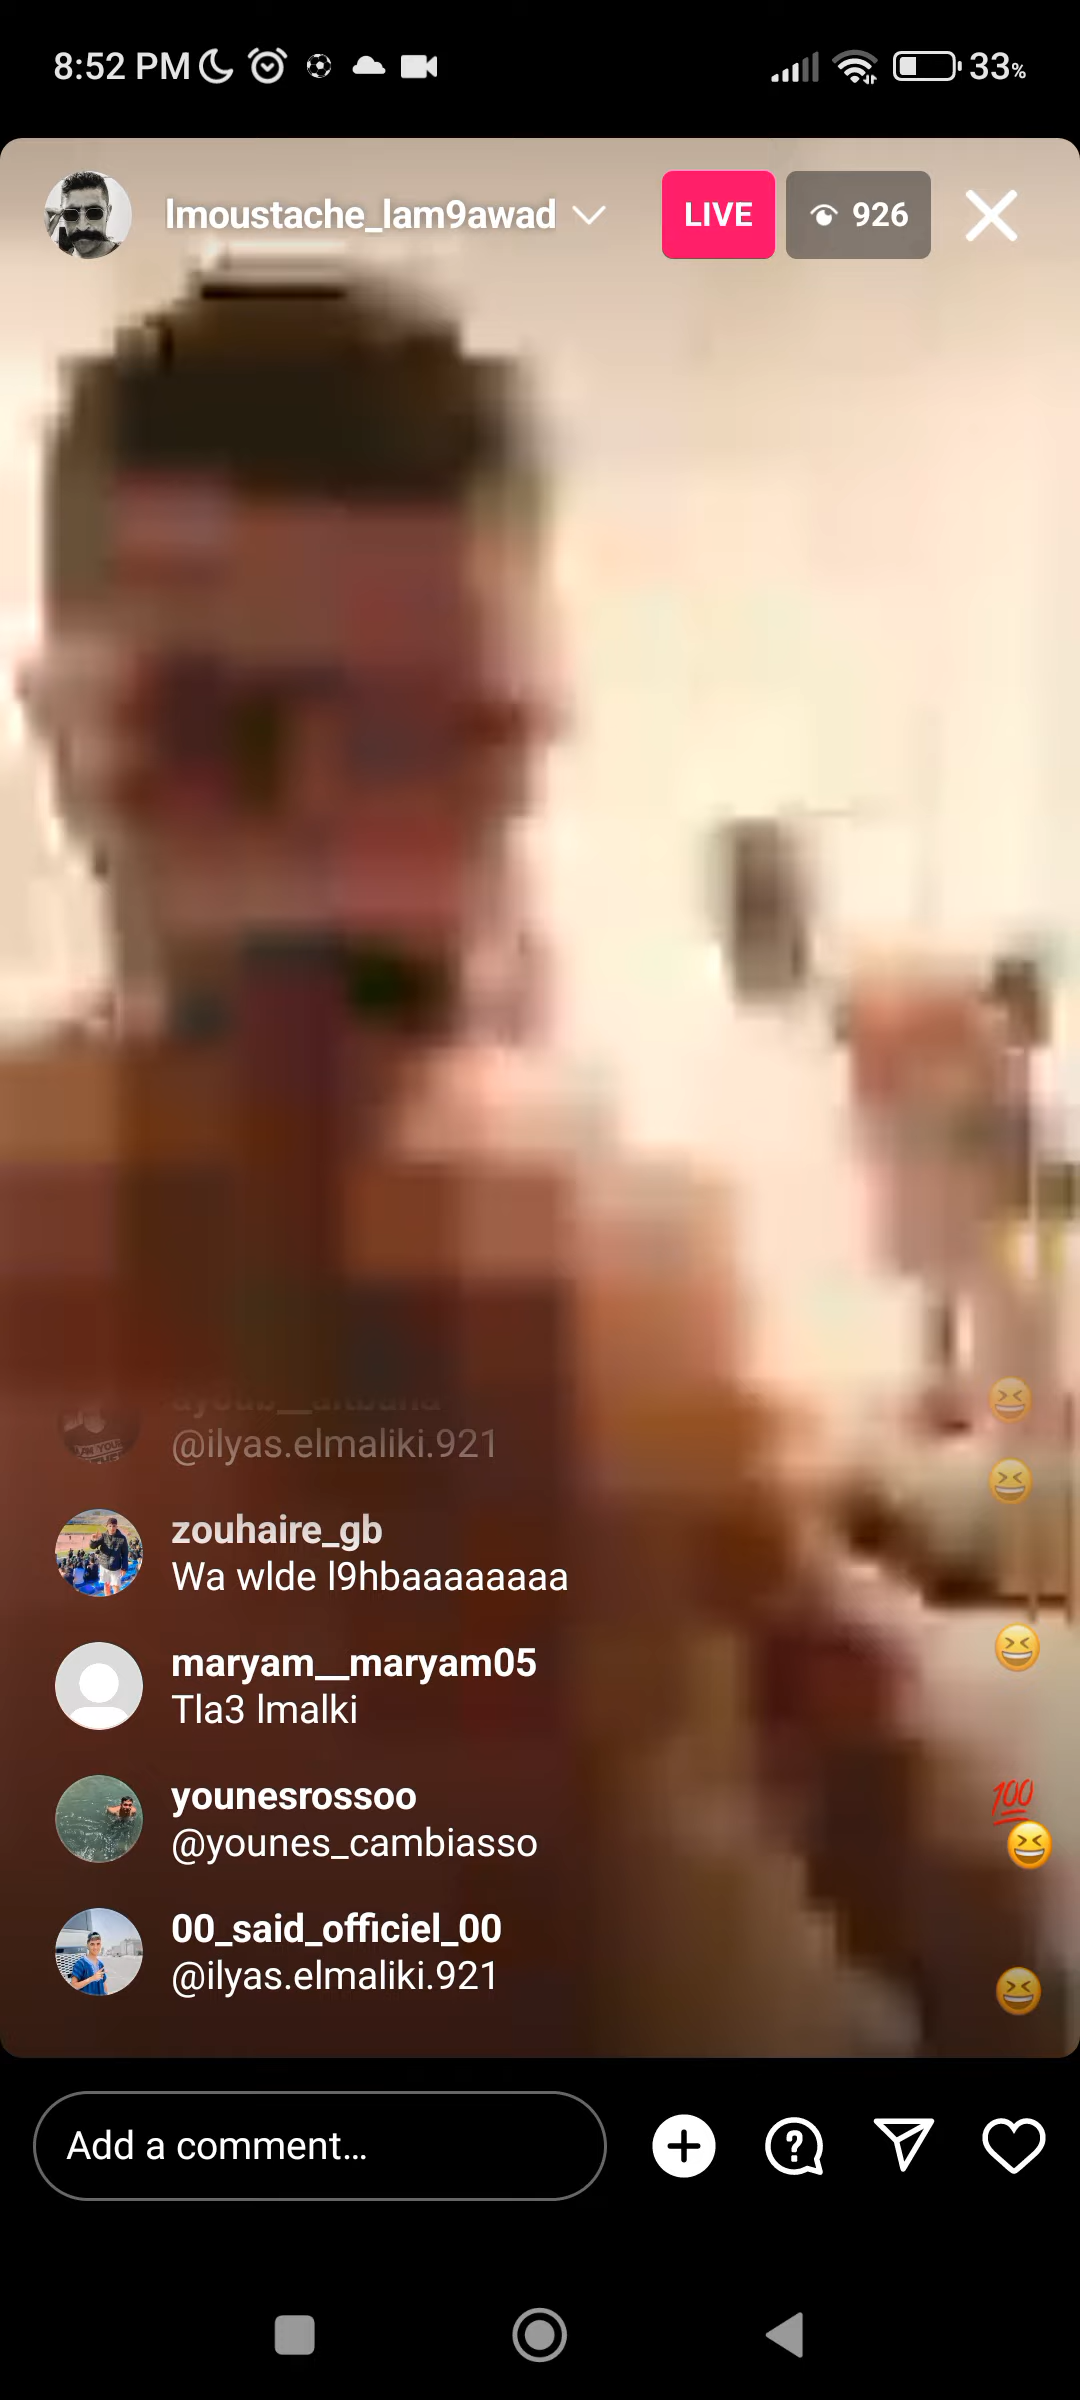 8:52 PM
33%
lmoustache_lam9awad
LIVE
926
@ilyas.elmaliki.921
zouhaire_gb
Wa wlde l9hbaaaaaaaa
maryam__maryam05
Tla3 lmalki
younesrossoo
@younes_cambiasso
00_said_officiel_00
@ilyas.elmaliki.921
Add a comment...